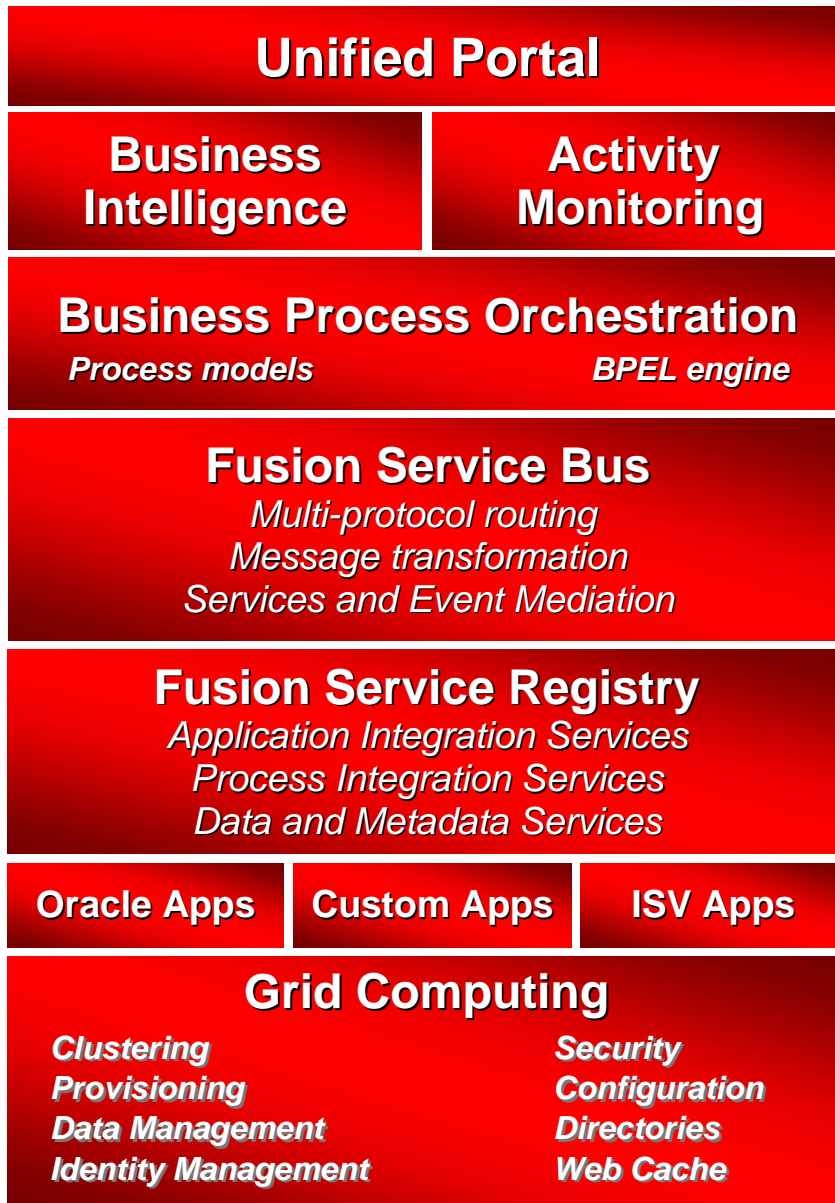 Unified Portal
Business
Intelligence
Activity
Monitoring
Business Process Orchestration
Process models
BPEL engine
Fusion Service Bus
Multi-protocol routing
Message transformation
Services and Event Mediation
Fusion Service Registry
Application Integration Services
Process Integration Services
Data and Metadata Services
Oracle Apps
Custom Apps
ISV Apps
Grid Computing
Clustering
Provisioning
Data Management
Identity Management
Security
Configuration
Directories
Web Cache